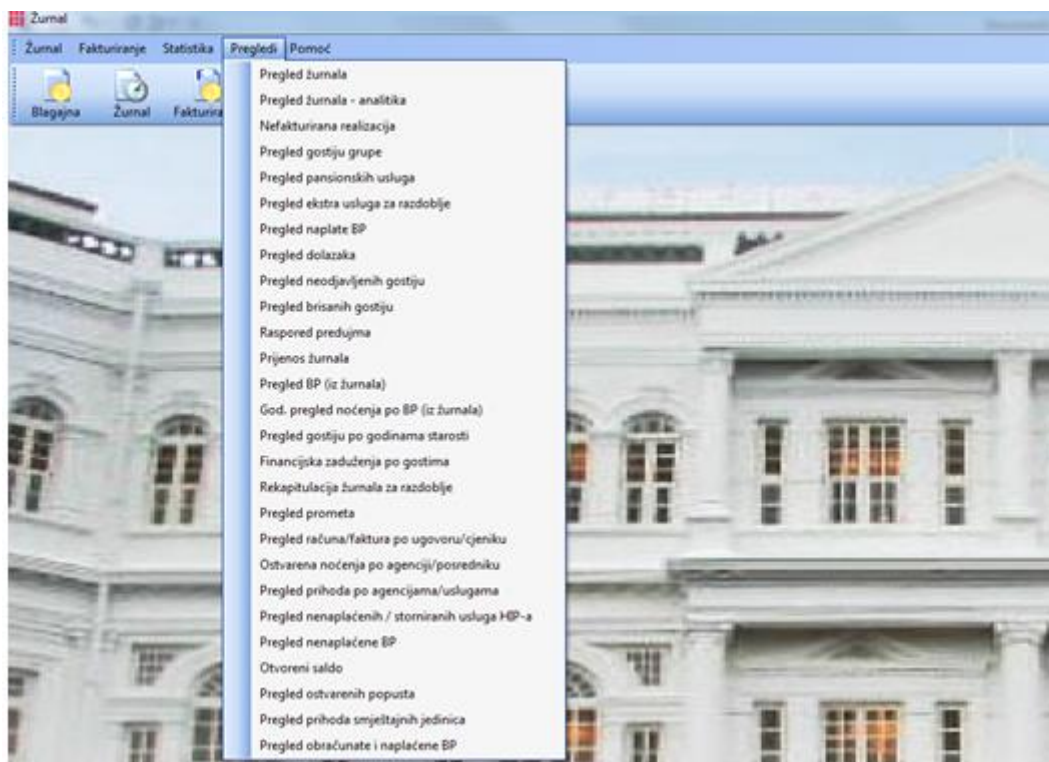 Žurnal
Žurnal Fakturiranje Statistika Pregledi Pomoć
Blagajna Žurnal
Pregled žurnala
Pregled žurnala - analitika
Nefakturirana realizacija
Pregled gostiju grupe
Pregled pansionskih usluga
Pregled ekstra usluga za razdoblje
Pregled naplate BP
Pregled dolazaka
Pregled neodjavljenih gostiju
Pregled brisanih gostiju
Raspored predujma
Prijenos žurnala
Pregled BP (iz žurnala)
God. pregled noćenja po BP (iz žurnala)
Pregled gostiju po godinama starosti
Financijska zaduženja po gostima
Rekapitulacija žurnala za razdoblje
Pregled prometa
Pregled računa/faktura po ugovoru/cjeniku
Ostvarena noćenja po agenciji/posredniku
Pregled prihoda po agencijama/uslugama
Pregled nenaplaćenih / storniranih usluga HIP-a
Pregled nenaplaćene BP
Otvoreni saldo
Pregled ostvarenih popusta
Pregled prihoda smještajnih jedinica
Pregled obračunate i naplaćene BP